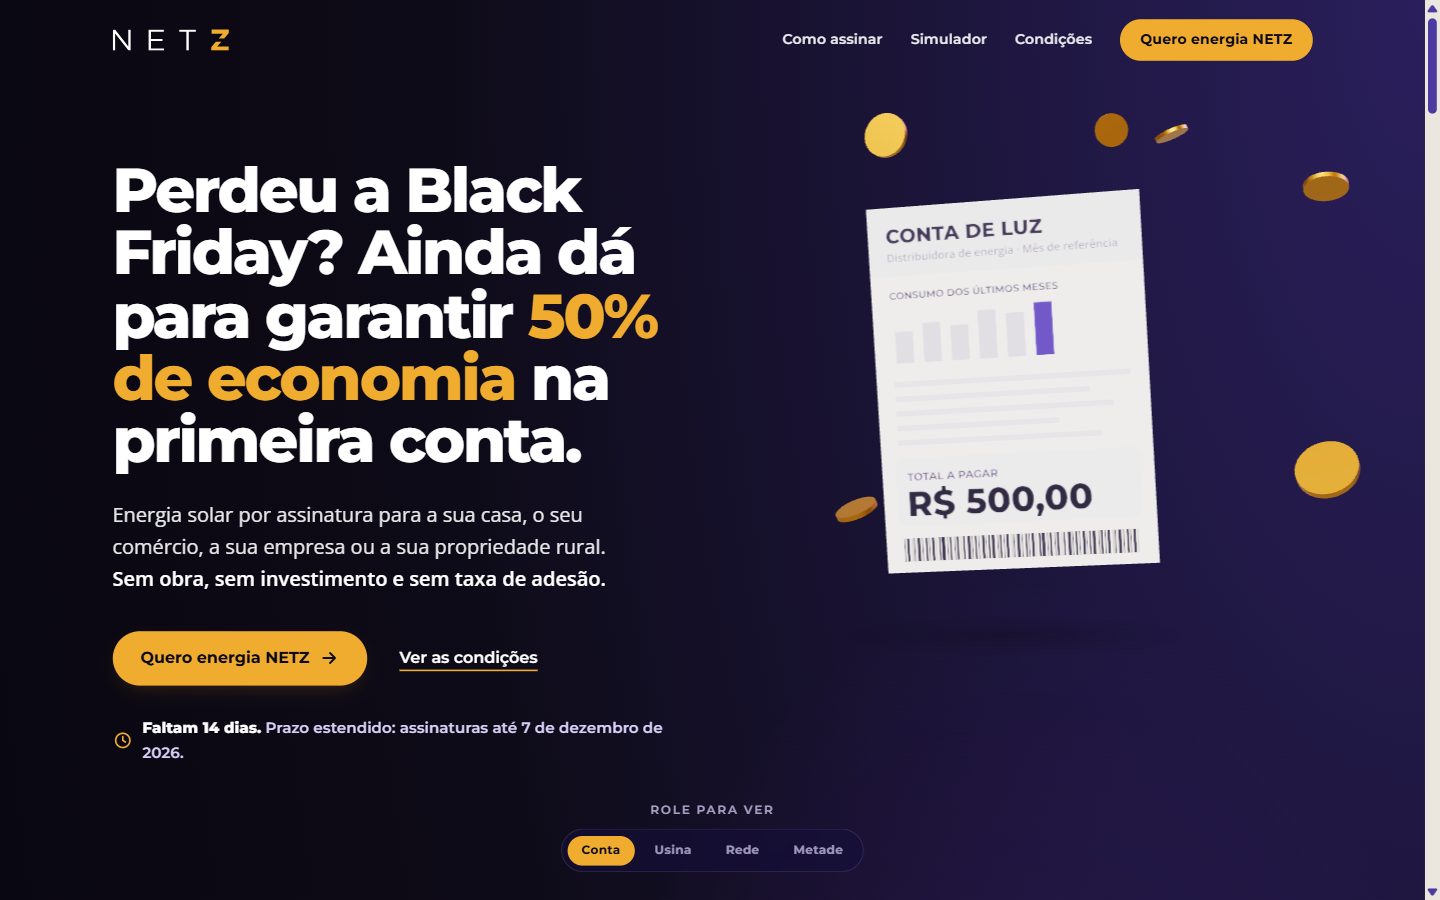 NETZ
Como assinar
Simulador
Condições
Quero energia NETZ
Perdeu a Black
Friday? Ainda dá
para garantir 50%
de economia na
primeira conta.
Energia solar por assinatura para a sua casa, o seu
comércio, a sua empresa ou a sua propriedade rural.
Sem obra, sem investimento e sem taxa de adesão.
Quero energia NETZ
Ver as condições
Faltam 14 dias. Prazo estendido: assinaturas até 7 de dezembro de
2026.
CONTA DE LUZ
Distribuidora de energia · Mês de referência
CONSUMO DOS ÚLTIMOS MESES
TOTAL A PAGAR
R$ 500,00
ROLE PARA VER
Conta
Usina
Rede
Metade